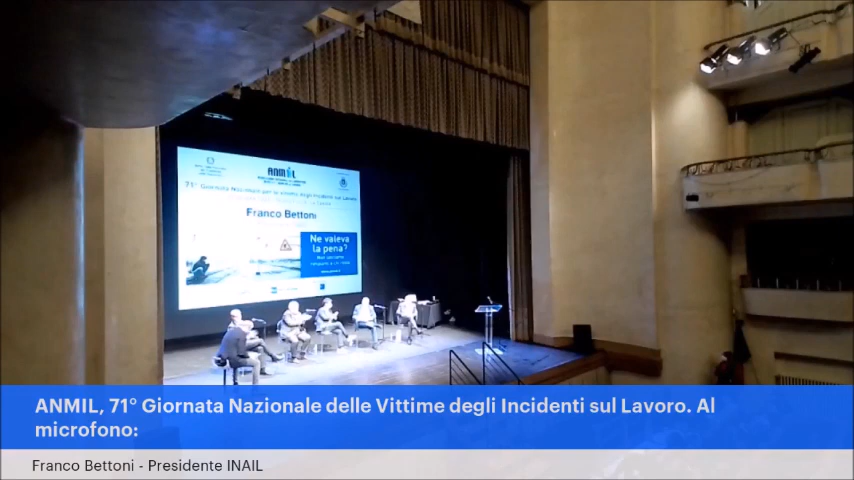 ANMIL
71° Giornata Nazionale per le vittime degli Incidenti sul Lavoro
Franco Bettoni
Ne valeva
la pena?
ANMIL, 71° Giornata Nazionale delle Vittime degli Incidenti sul Lavoro. Al
microfono:
Franco Bettoni - Presidente INAIL